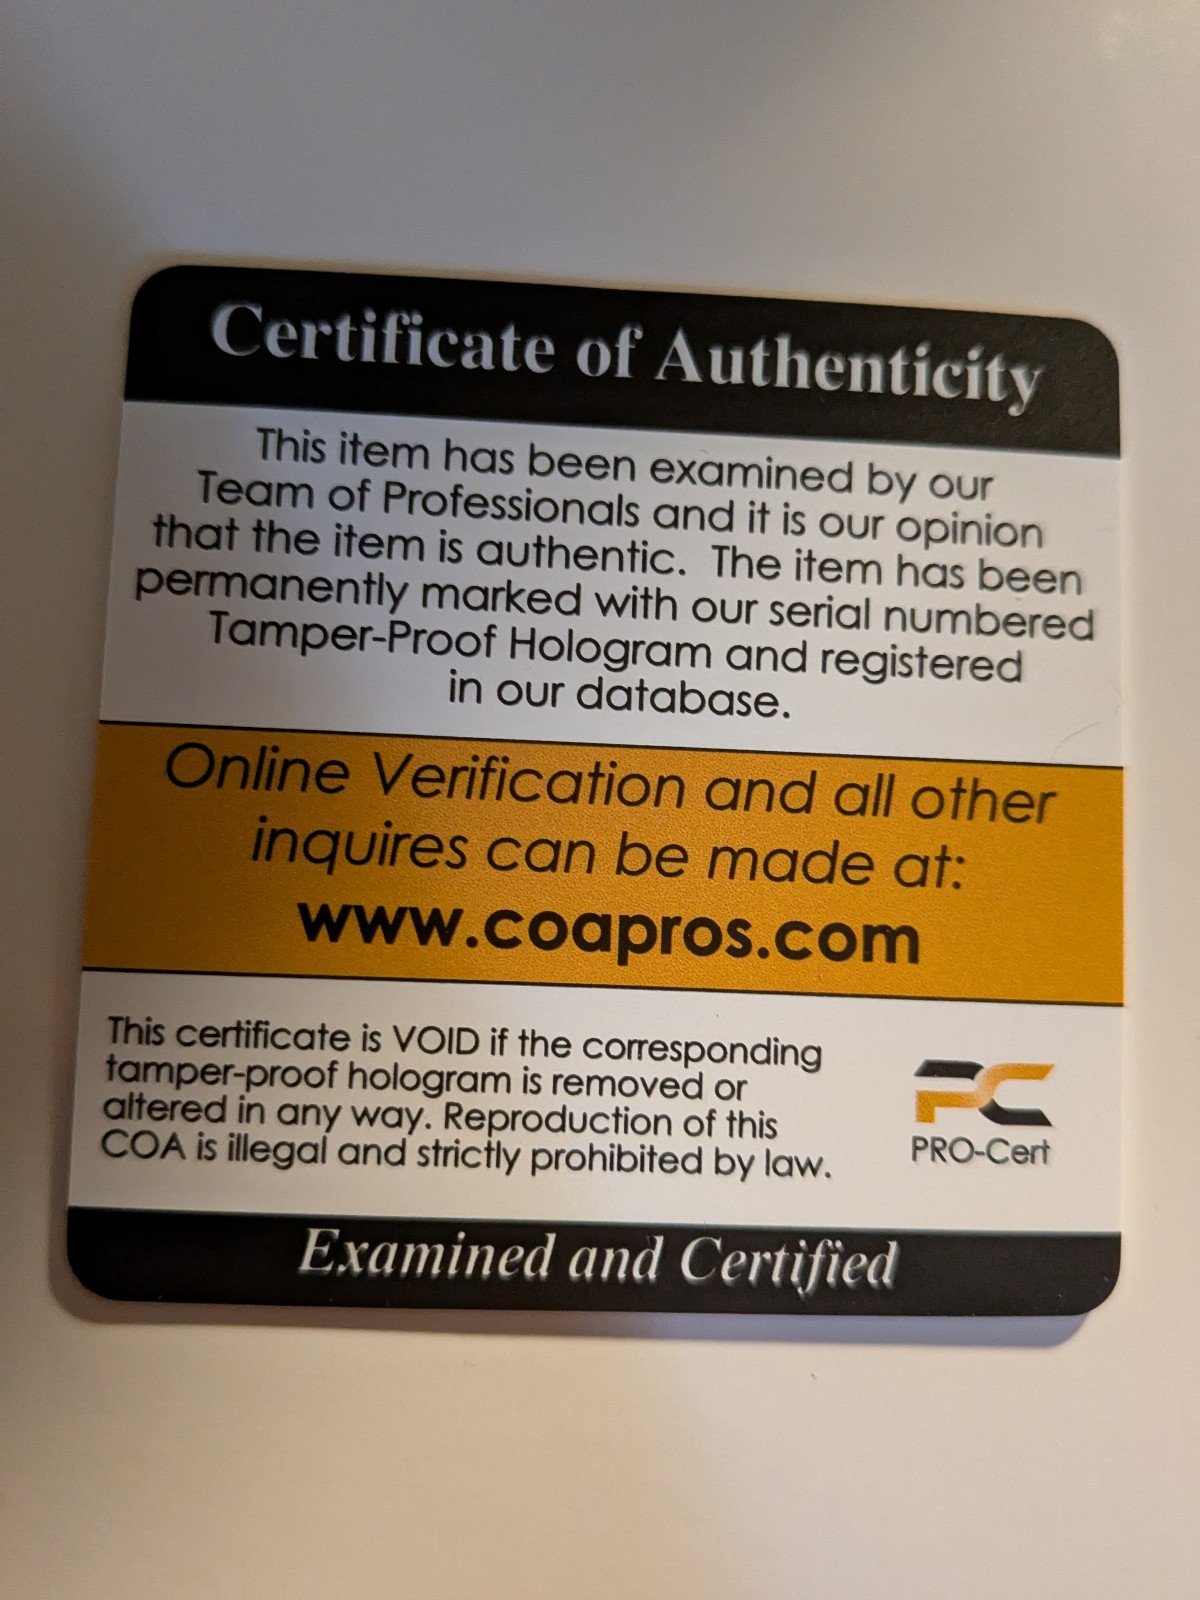 Certificate of Authenticity
This item has been examined by our
Team of Professionals and it is our opinion
that the item is authentic. The item has been
permanently marked with our serial numbered
Tamper-Proof Hologram and registered
in our database.
Online Verification and all other
inquires can be made at:
www.coapros.com
This certificate is VOID if the corresponding
tamper-proof hologram is removed or
altered in any way. Reproduction of this
COA is illegal and strictly prohibited by law.
PC
PRO-Cert
Examined and Certified